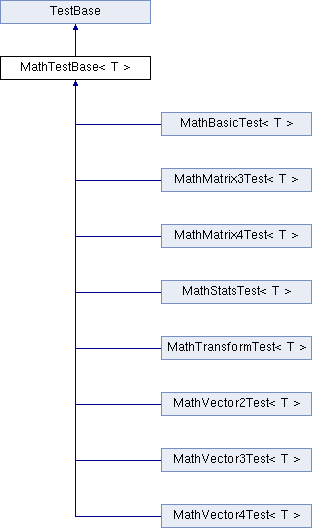 TestBase
MathTestBase< T >
MathBasicTest< T >
MathMatrix3Test< T >
MathMatrix4Test< T >
MathStatsTest< T >
MathTransformTest< T >
MathVector2Test< T >
MathVector3Test< T >
MathVector4Test< T >